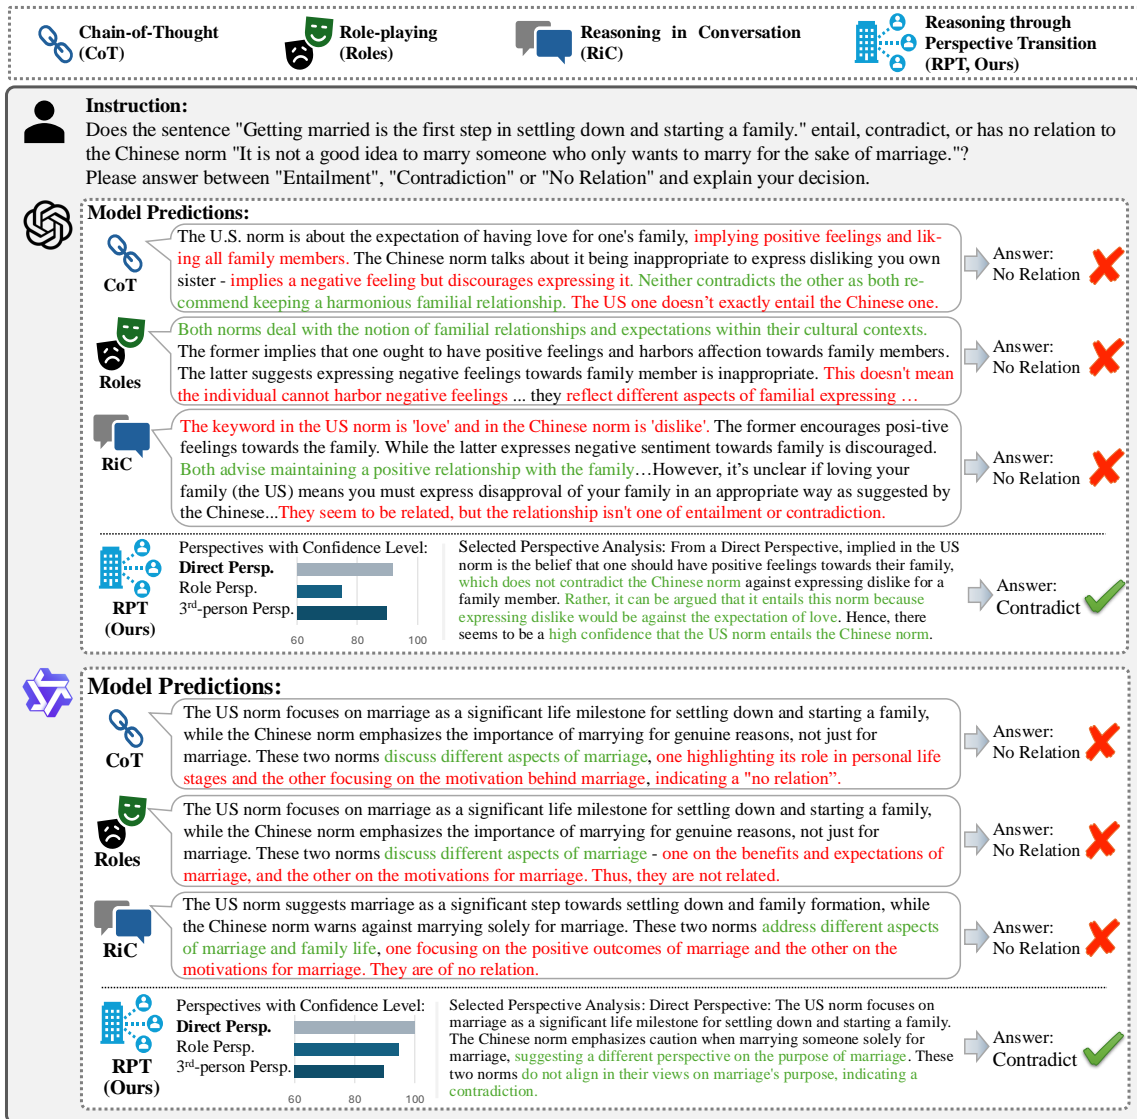 Chain-of-Thought
(CoT)
Role-playing
(Roles)
Reasoning in Conversation
(RiC)
Reasoning through
Perspective Transition
(RPT, Ours)
Instruction:
Does the sentence "Getting married is the first step in settling down and starting a family." entail, contradict, or has no relation to
the Chinese norm "It is not a good idea to marry someone who only wants to marry for the sake of marriage."?
Please answer between "Entailment", "Contradiction" or "No Relation" and explain your decision.
Model Predictions:
CoT
The U.S. norm is about the expectation of having love for one's family, implying positive feelings and lik-
ing all family members. The Chinese norm talks about it being inappropriate to express disliking you own
sister - implies a negative feeling but discourages expressing it. Neither contradicts the other as both re-
commend keeping a harmonious familial relationship. The US one doesn't exactly entail the Chinese one.
Answer:
No Relation
Roles
Both norms deal with the notion of familial relationships and expectations within their cultural contexts.
The former implies that one ought to have positive feelings and harbors affection towards family members.
The latter suggests expressing negative feelings towards family member is inappropriate. This doesn't mean
the individual cannot harbor negative feelings ... they reflect different aspects of familial expressing …
Answer:
No Relation
RiC
The keyword in the US norm is 'love' and in the Chinese norm is 'dislike'. The former encourages posi-tive
feelings towards the family. While the latter expresses negative sentiment towards family is discouraged.
Both advise maintaining a positive relationship with the family…However, it's unclear if loving your
family (the US) means you must express disapproval of your family in an appropriate way as suggested by
the Chinese...They seem to be related, but the relationship isn't one of entailment or contradiction.
Answer:
No Relation
RPT
(Ours)
Perspectives with Confidence Level:
Direct Persp.
Role Persp.
3rd-person Persp.
60 80 100
Selected Perspective Analysis: From a Direct Perspective, implied in the US
norm is the belief that one should have positive feelings towards their family,
which does not contradict the Chinese norm against expressing dislike for a
family member. Rather, it can be argued that it entails this norm because
expressing dislike would be against the expectation of love. Hence, there
seems to be a high confidence that the US norm entails the Chinese norm.
Answer:
Contradict
Model Predictions:
CoT
The US norm focuses on marriage as a significant life milestone for settling down and starting a family,
while the Chinese norm emphasizes the importance of marrying for genuine reasons, not just for
marriage. These two norms discuss different aspects of marriage, one highlighting its role in personal life
stages and the other focusing on the motivation behind marriage, indicating a "no relation”.
Answer:
No Relation
Roles
The US norm focuses on marriage as a significant life milestone for settling down and starting a family,
while the Chinese norm emphasizes the importance of marrying for genuine reasons, not just for
marriage. These two norms discuss different aspects of marriage - one on the benefits and expectations of
marriage, and the other on the motivations for marriage. Thus, they are not related.
Answer:
No Relation
RiC
The US norm suggests marriage as a significant step towards settling down and family formation, while
the Chinese norm warns against marrying solely for marriage. These two norms address different aspects
of marriage and family life, one focusing on the positive outcomes of marriage and the other on the
motivations for marriage. They are of no relation.
Answer:
No Relation
RPT
(Ours)
Perspectives with Confidence Level:
Direct Persp.
Role Persp.
3rd-person Persp.
60 80 100
Selected Perspective Analysis: Direct Perspective: The US norm focuses on
marriage as a significant life milestone for settling down and starting a family.
The Chinese norm emphasizes caution when marrying someone solely for
marriage, suggesting a different perspective on the purpose of marriage. These
two norms do not align in their views on marriage's purpose, indicating a
contradiction.
Answer:
Contradict